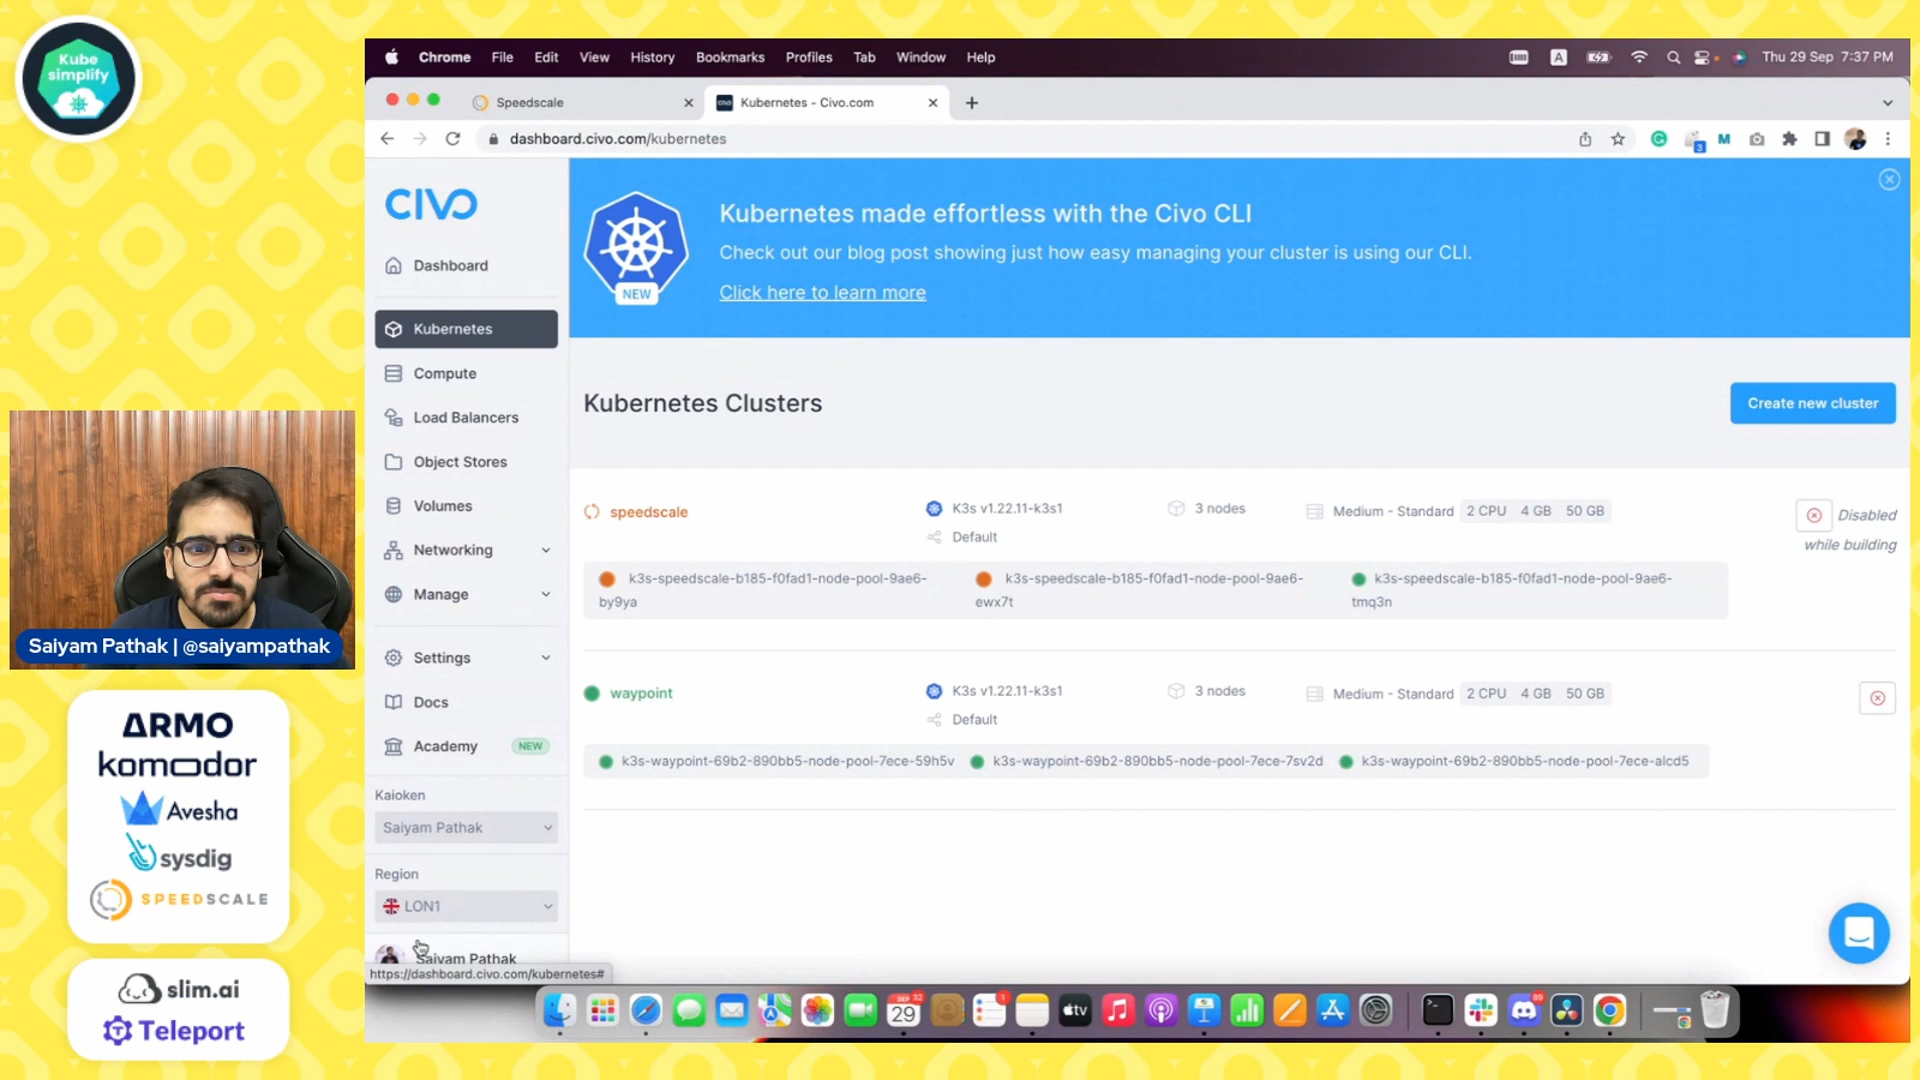 Kube
simplify
Chrome File Edit View History Bookmarks Profiles Tab Window Help
A
Thu 29 Sep 7:37 PM
Speedscale
Kubernetes - Civo.com
dashboard.civo.com/kubernetes
3
M
CIVO
Dashboard
Kubernetes
Compute
Load Balancers
Object Stores
Volumes
Networking
Manage
Settings
Docs
Academy NEW
Kaioken
Saiyam Pathak
Region
LON1
Saiyam Pathak
https://dashboard.civo.com/kubernetes#
NEW
Kubernetes made effortless with the Civo CLI
Check out our blog post showing just how easy managing your cluster is using our CLI.
Click here to learn more
Kubernetes Clusters
Create new cluster
speedscale
K3s v1.22.11-k3s1
Default
3 nodes
Medium - Standard 2 CPU 4 GB 50 GB
Disabled
while building
k3s-speedscale-b185-f0fad1-node-pool-9ae6-
by9ya
k3s-speedscale-b185-f0fad1-node-pool-9ae6-
ewx7t
k3s-speedscale-b185-f0fad1-node-pool-9ae6-
tmq3n
waypoint
K3s v1.22.11-k3s1
Default
3 nodes
Medium - Standard 2 CPU 4 GB 50 GB
k3s-waypoint-69b2-890bb5-node-pool-7ece-59h5v
k3s-waypoint-69b2-890bb5-node-pool-7ece-7sv2d
k3s-waypoint-69b2-890bb5-node-pool-7ece-alcd5
Saiyam Pathak | @saiyampathak
ARMO
komodor
Avesha
sysdig
SPEEDSCALE
slim.ai
Teleport
SEP
29
1
tv